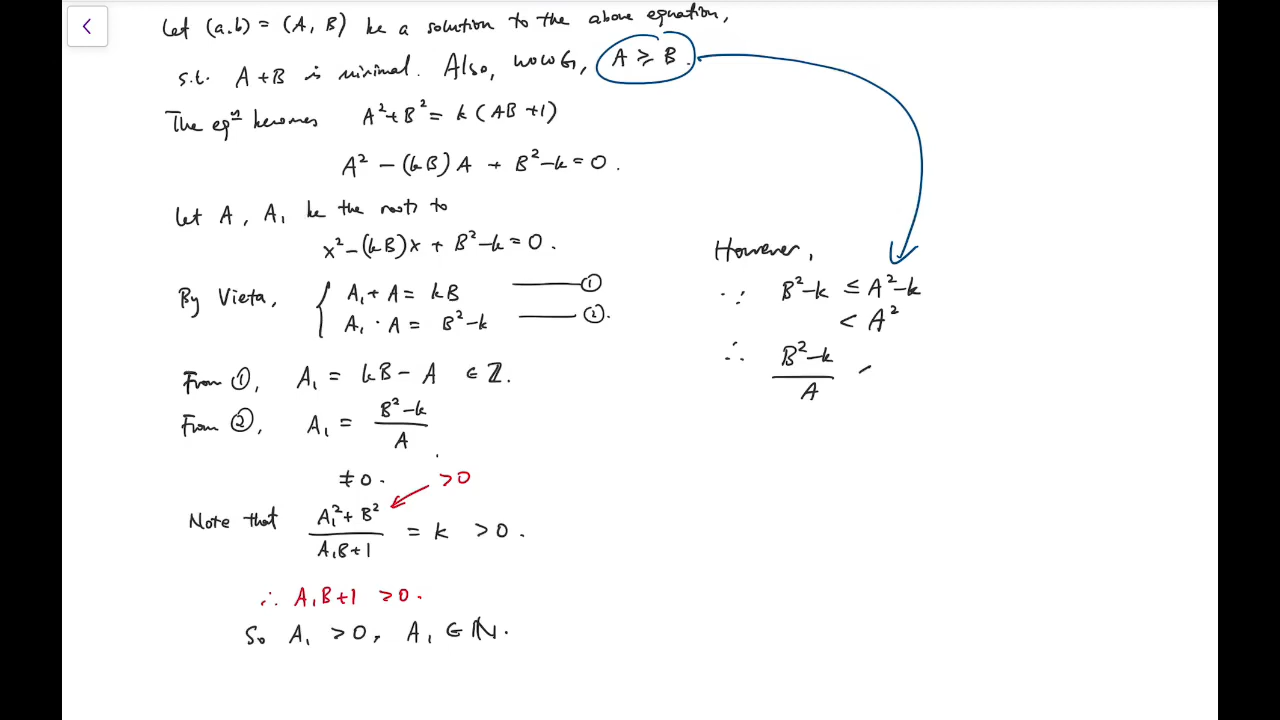 Let (a.b) = (A, B) be a solution to the above equation,
s.t. A+B is minimal. Also, WOLOG, A ≥ B.
The eqⁿ becomes A² + B² = k (AB +1)
A² − (kB) A + B² − k = 0.
Let A, A₁ be the roots to
x² − (kB)x + B² − k = 0.
By Vieta, { A₁ + A = kB ①
A₁ · A = B² − k ②.
From ①, A₁ = kB − A ∈ ℤ.
From ②, A₁ = (B² − k)/A
≠ 0. > 0
Note that (A₁² + B²)/(A₁B+1) = k > 0.
∴ A₁B+1 > 0.
So A₁ > 0, A₁ ∈ ℕ.
However,
∵ B² − k ≤ A² − k
< A²
∴ (B² − k)/A